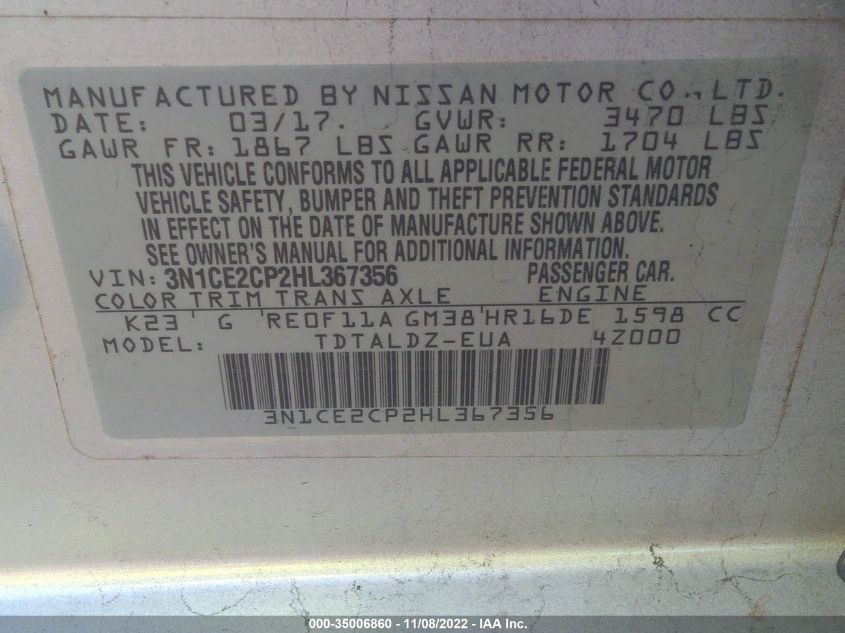 MANUFACTURED BY NISSAN MOTOR CO., LTD.
DATE: 03/17. GVWR: 3470 LBS
GAWR FR: 1867 LBS GAWR RR: 1704 LBS
THIS VEHICLE CONFORMS TO ALL APPLICABLE FEDERAL MOTOR
VEHICLE SAFETY, BUMPER AND THEFT PREVENTION STANDARDS
IN EFFECT ON THE DATE OF MANUFACTURE SHOWN ABOVE.
SEE OWNER'S MANUAL FOR ADDITIONAL INFORMATION.
VIN: 3N1CE2CP2HL367356 PASSENGER CAR.
COLOR TRIM TRANS AXLE ENGINE
K23 G RE0F11A GM38 HR16DE 1598 CC
MODEL: TDTALDZ-EUA 4Z000
3N1CE2CP2HL367356
000-35006860 - 11/08/2022 - IAA Inc.